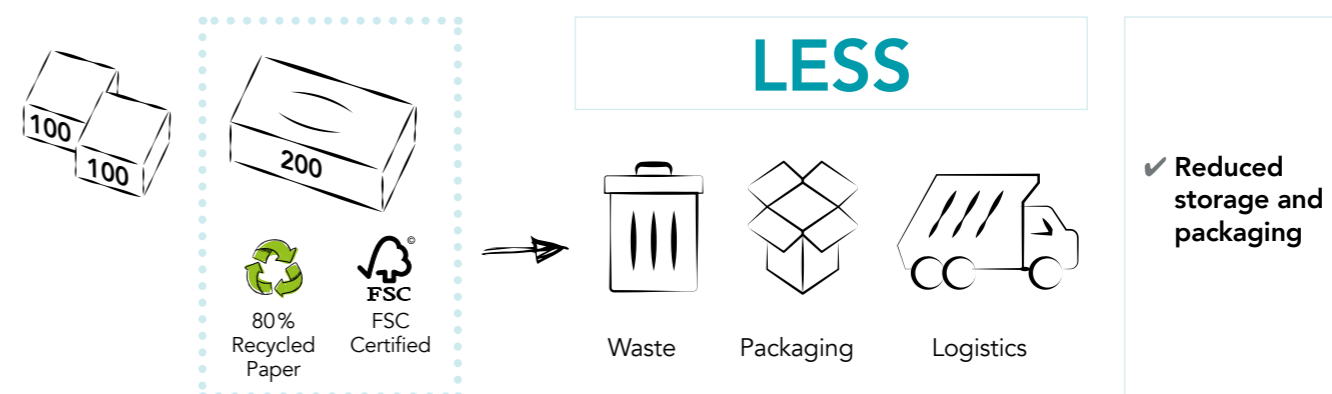 100
100
200
©
FSC
80%
Recycled
Paper
FSC
Certified
LESS
Waste
Packaging
Logistics
✔ Reduced
storage and
packaging